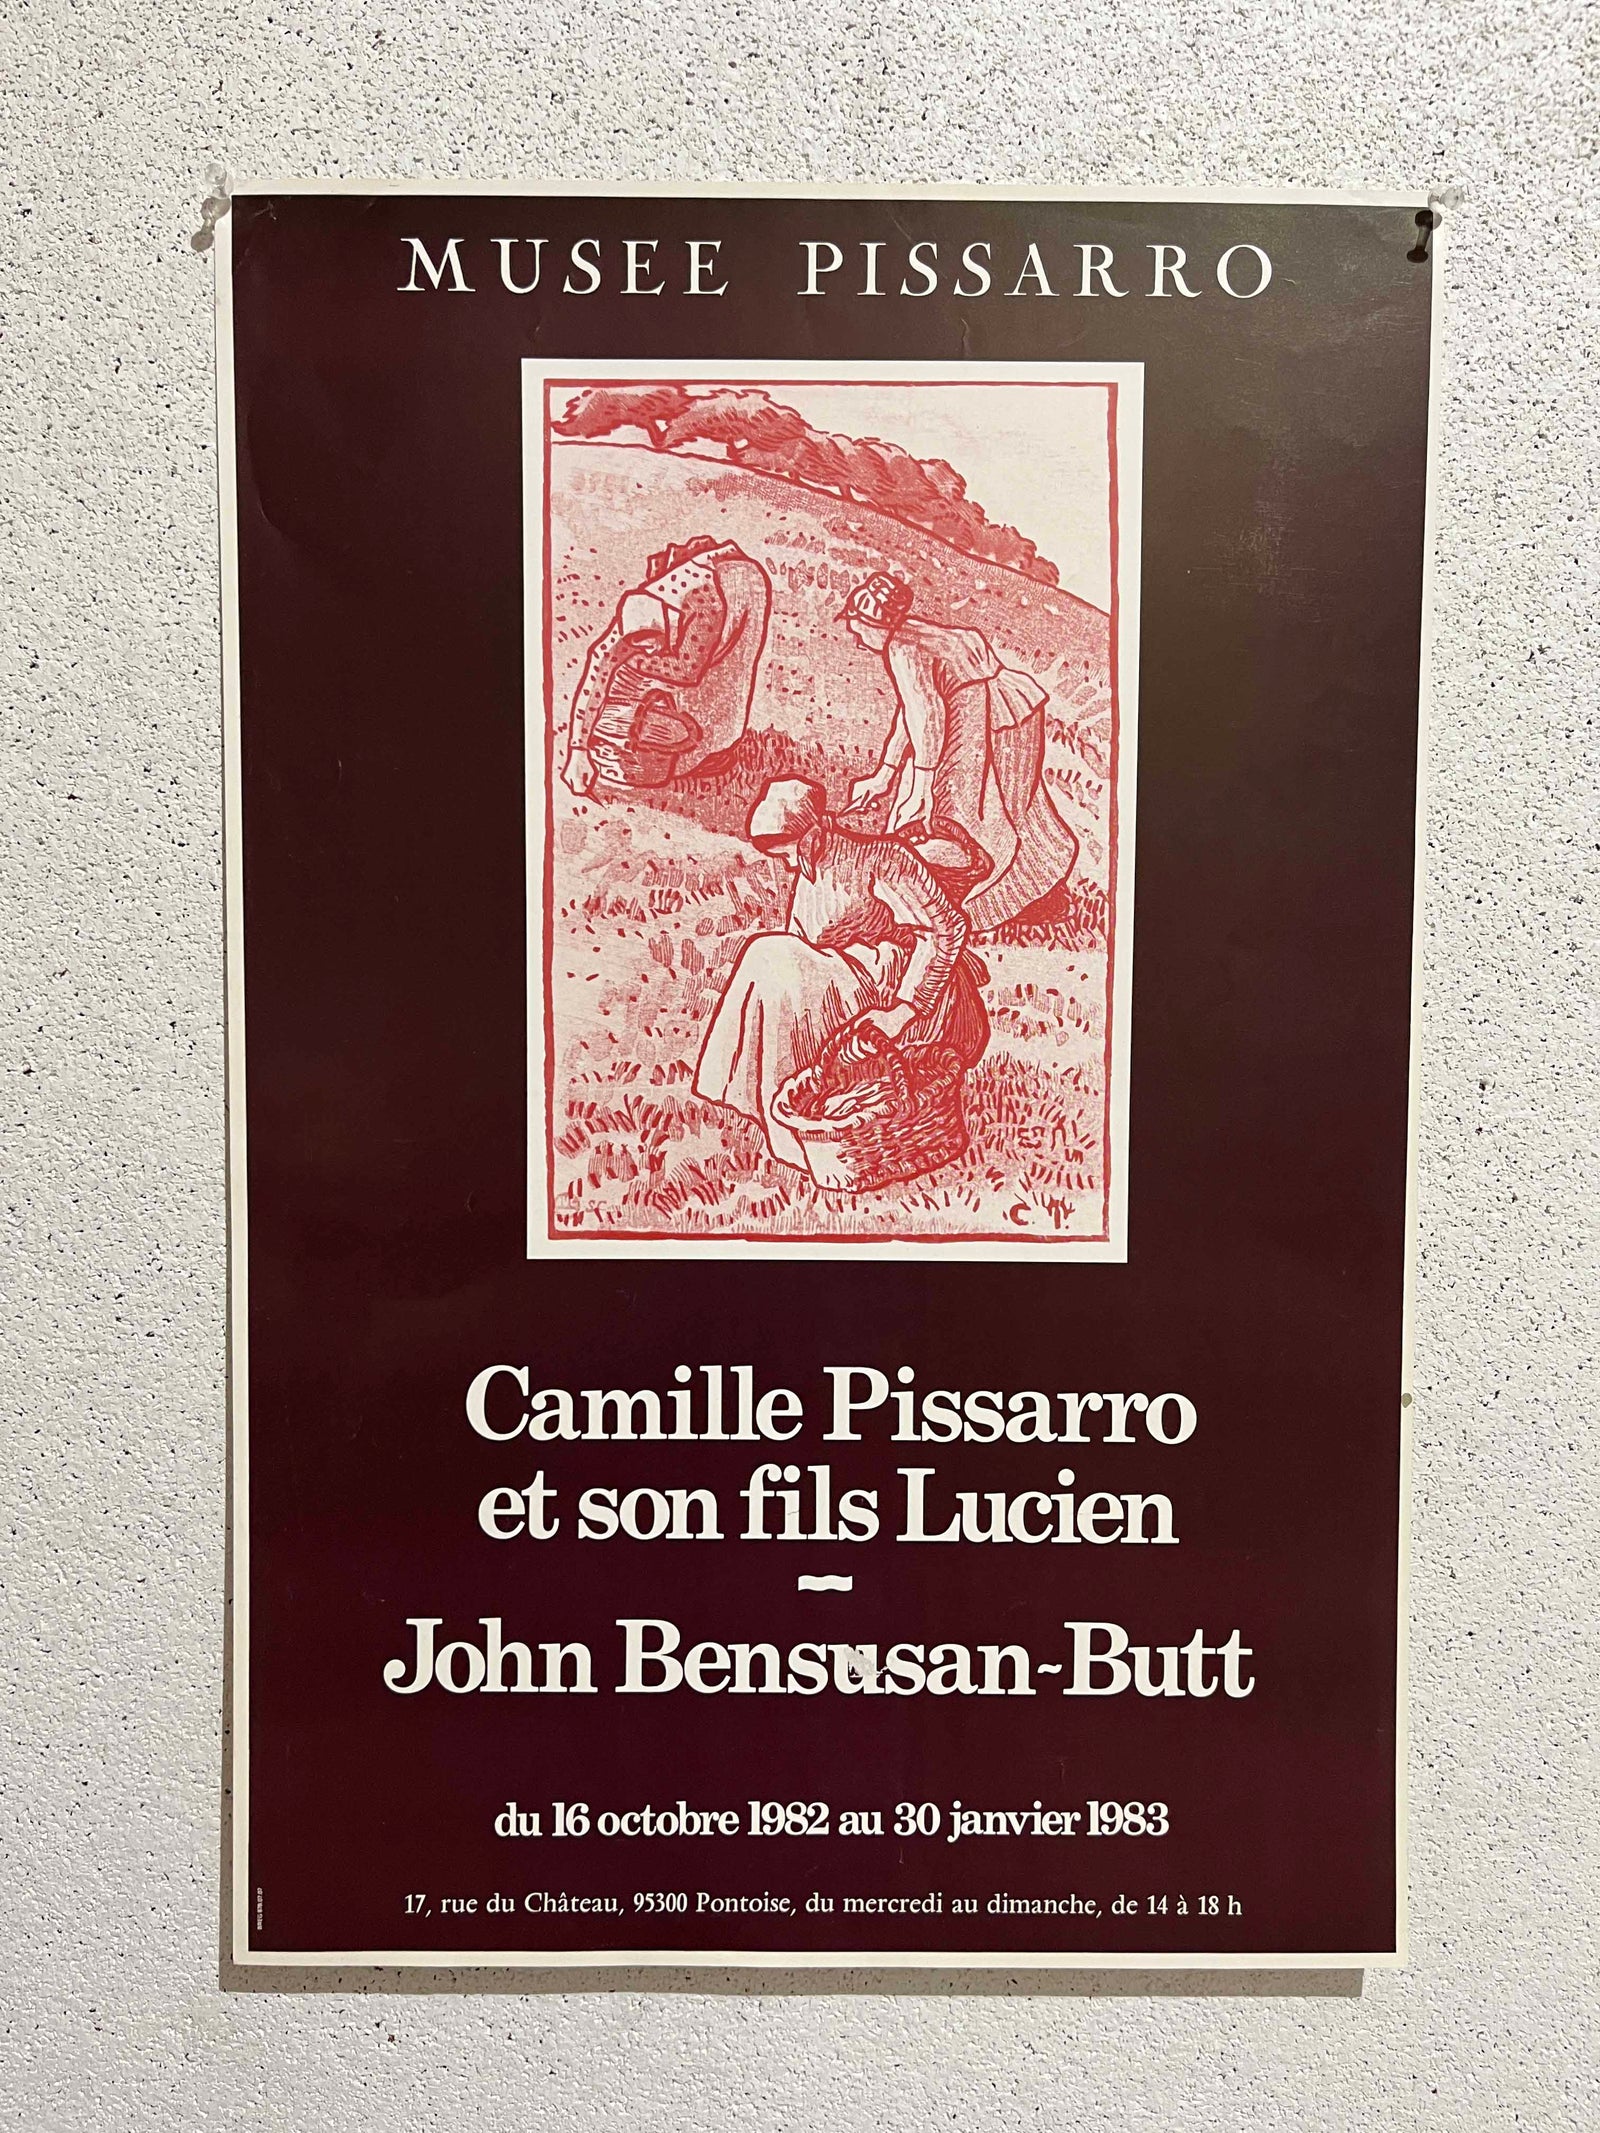 MUSEE PISSARRO
C.P.
Camille Pissarro
et son fils Lucien
~
John Bensusan-Butt
du 16 octobre 1982 au 30 janvier 1983
17, rue du Château, 95300 Pontoise, du mercredi au dimanche, de 14 à 18 h